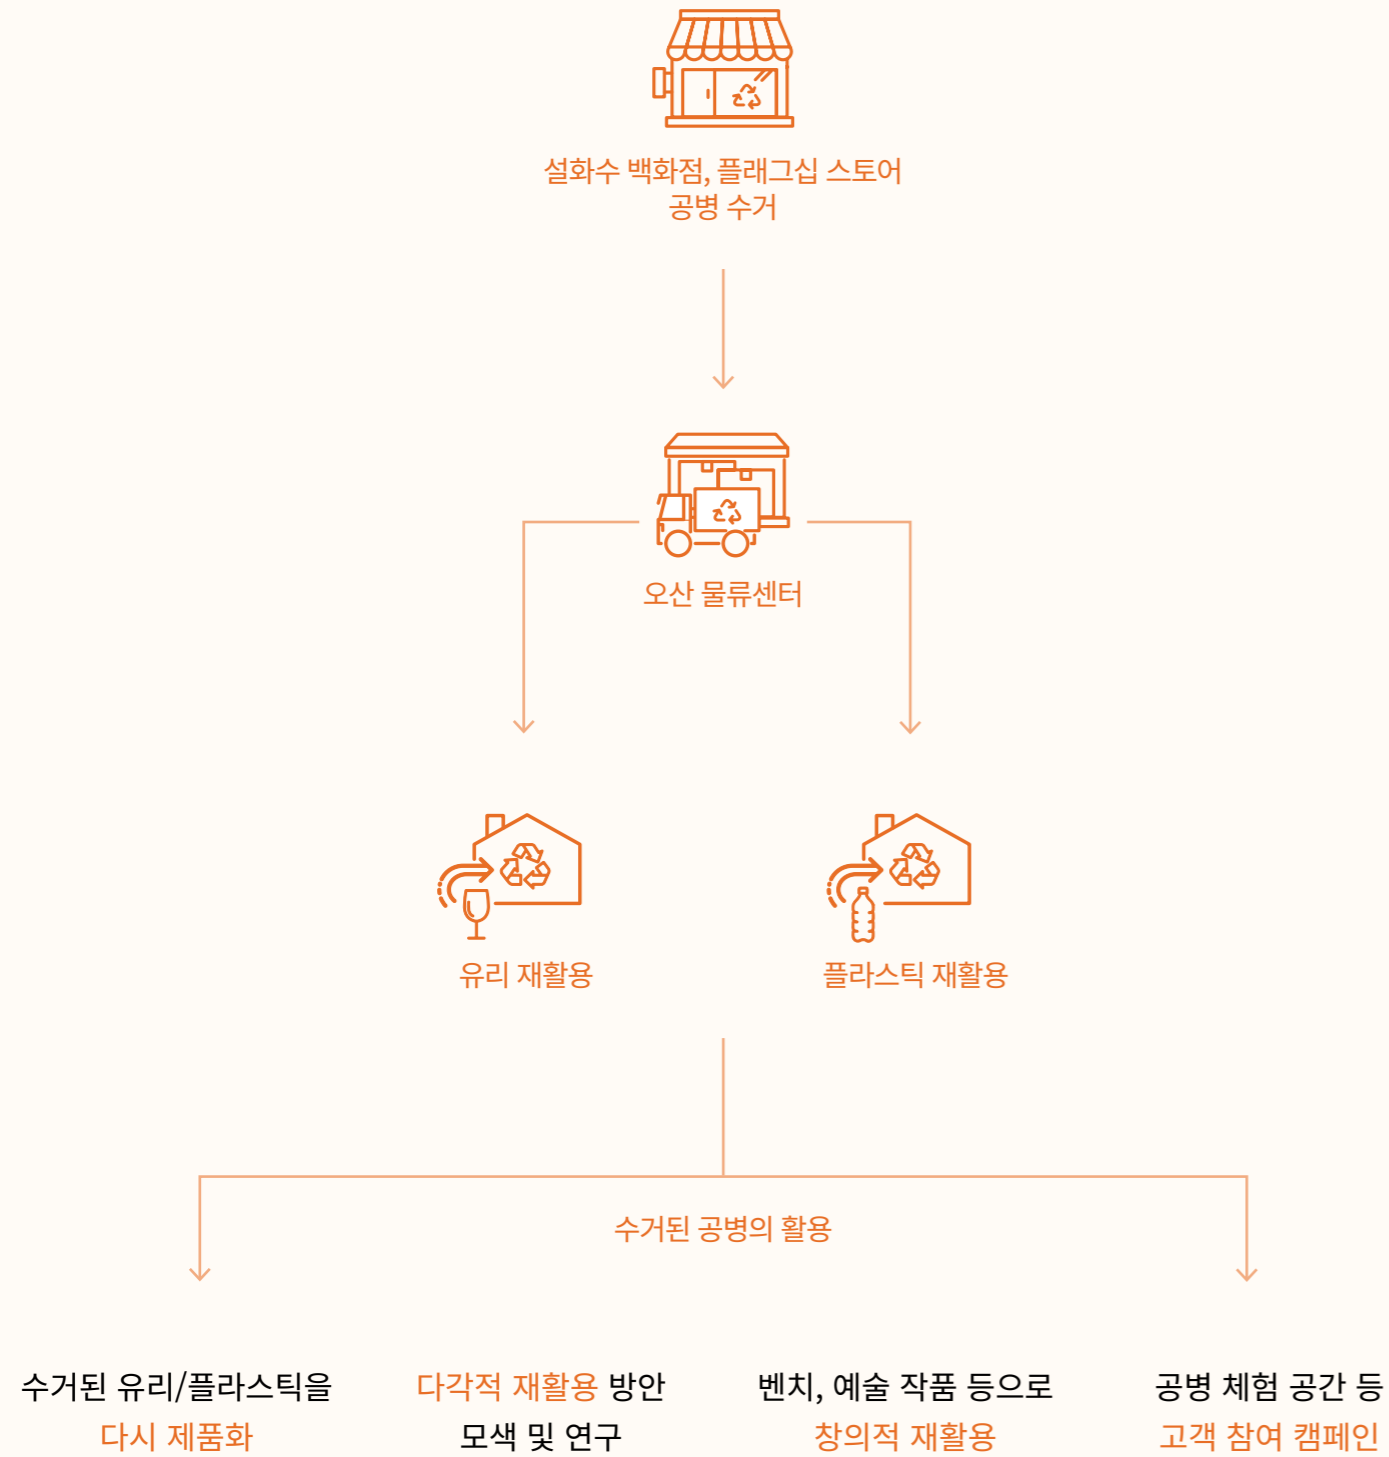 설화수 백화점, 플래그십 스토어
공병 수거
오산 물류센터
유리 재활용
플라스틱 재활용
수거된 공병의 활용
수거된 유리/플라스틱을
다시 제품화
다각적 재활용 방안
모색 및 연구
벤치, 예술 작품 등으로
창의적 재활용
공병 체험 공간 등
고객 참여 캠페인